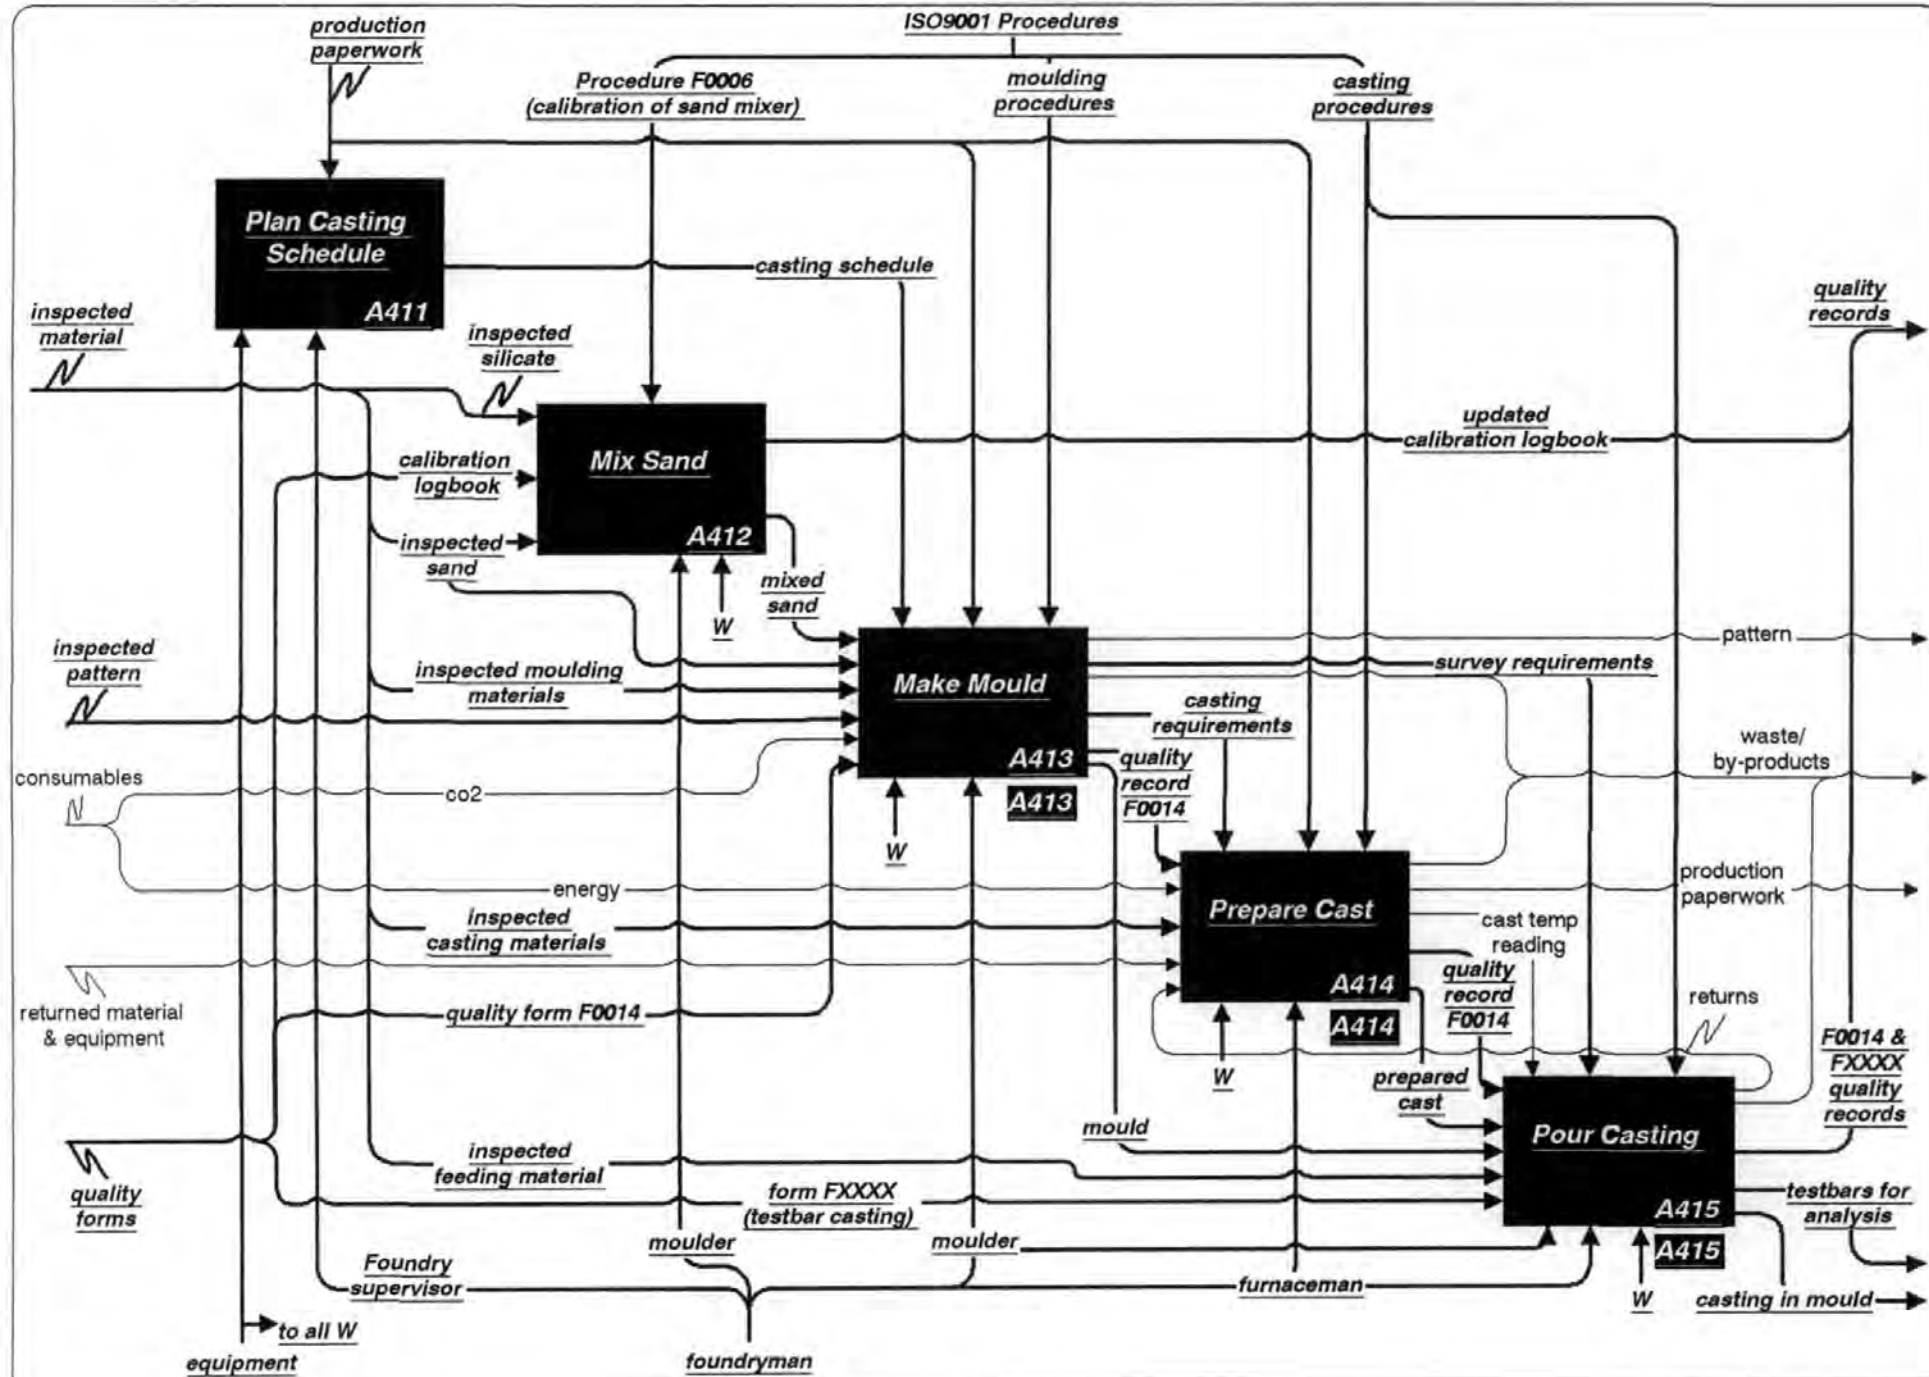 production
paperwork
ISO9001 Procedures
Procedure F0006
(calibration of sand mixer)
moulding
procedures
casting
procedures
Plan Casting
Schedule
A411
casting schedule
quality
records
inspected
material
inspected
silicate
updated
calibration logbook
Mix Sand
A412
calibration
logbook
inspected
sand
mixed
sand
W
inspected
pattern
inspected moulding
materials
Make Mould
A413
A413
pattern
survey requirements
casting
requirements
waste/
by-products
consumables
co2
quality
record
F0014
W
energy
production
paperwork
inspected
casting materials
Prepare Cast
A414
A414
cast temp
reading
quality
record
F0014
returned material
& equipment
quality form F0014
returns
W
prepared
cast
F0014 &
FXXXX
quality
records
mould
Pour Casting
A415
A415
inspected
feeding material
quality
forms
form FXXXX
(testbar casting)
testbars for
analysis
moulder
moulder
Foundry
supervisor
furnaceman
W
casting in mould
to all W
equipment
foundryman